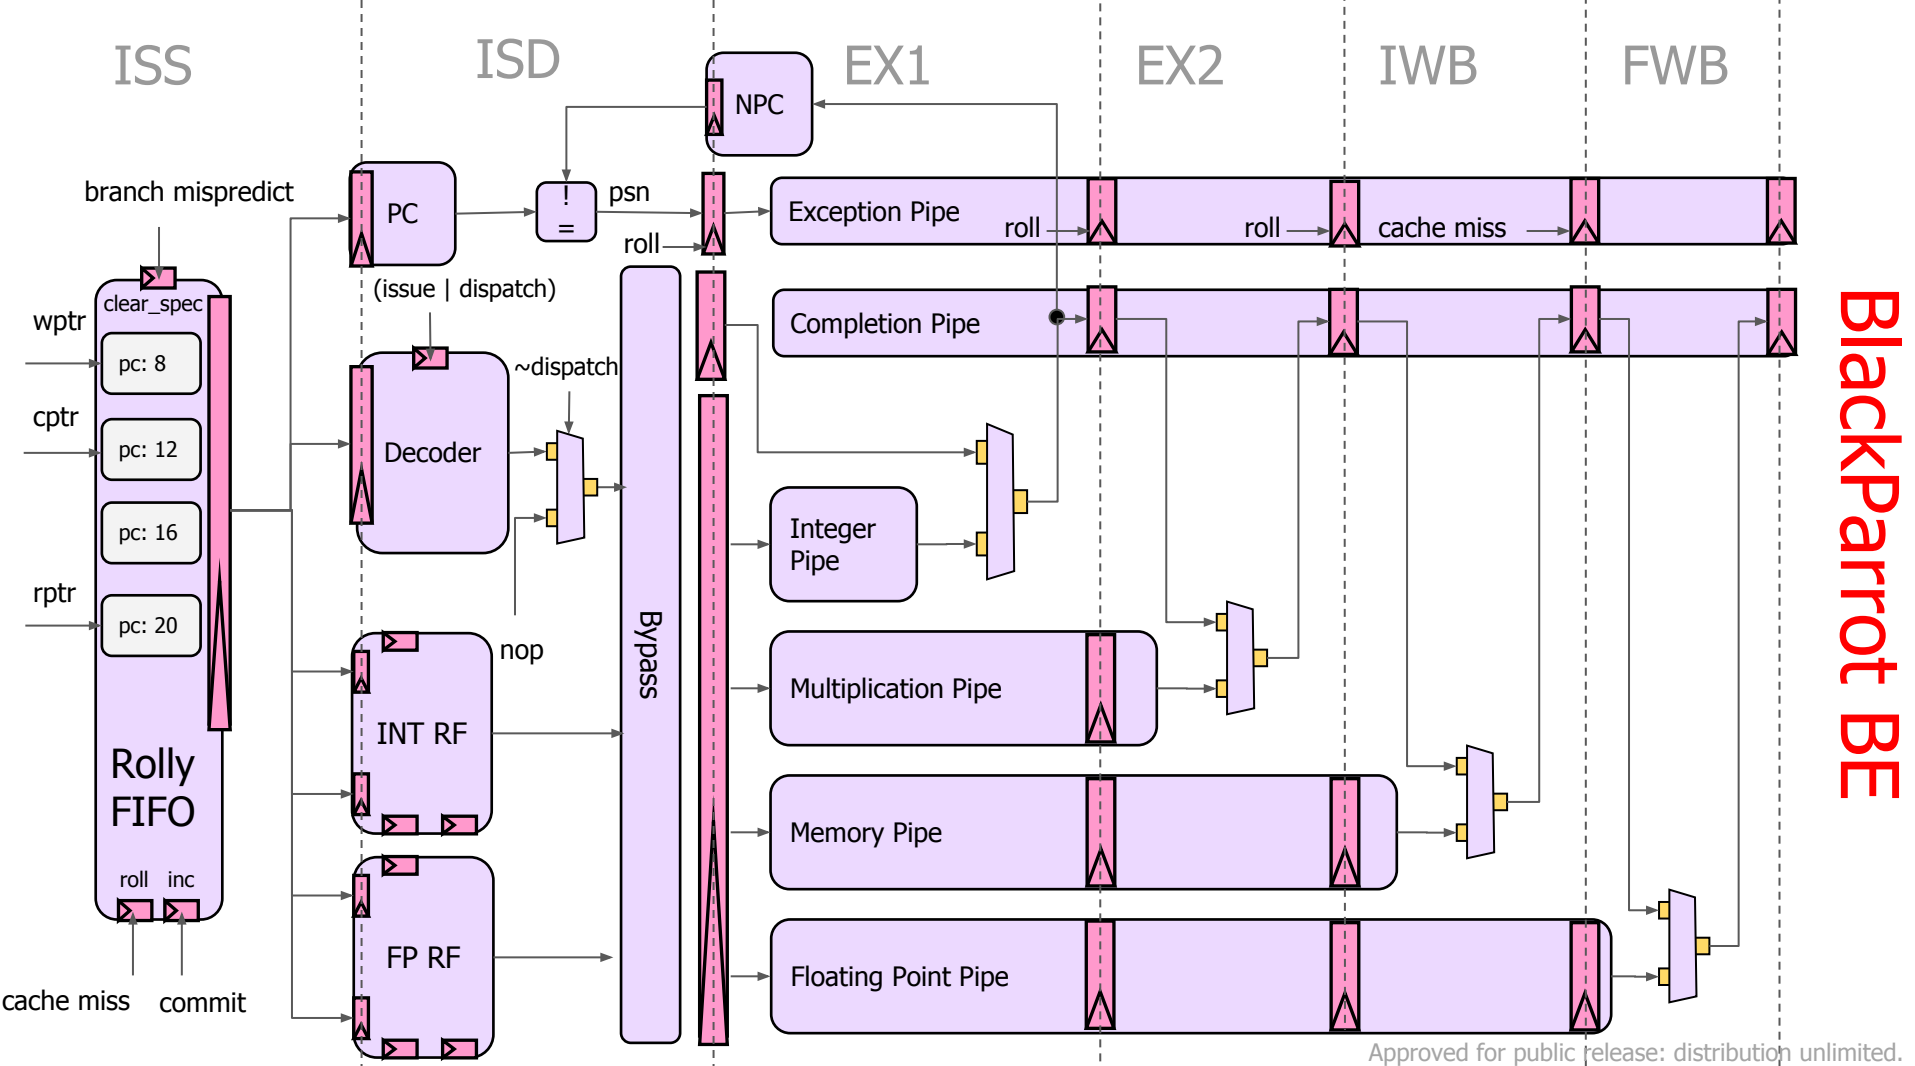 ISS
ISD
EX1
EX2
IWB
FWB
NPC
branch mispredict
PC
!
=
psn
roll
Exception Pipe
roll
roll
cache miss
(issue | dispatch)
clear_spec
wptr
pc: 8
cptr
pc: 12
pc: 16
rptr
pc: 20
Rolly
FIFO
roll
inc
cache miss
commit
~dispatch
Decoder
nop
INT RF
FP RF
Bypass
Completion Pipe
Integer
Pipe
Multiplication Pipe
Memory Pipe
Floating Point Pipe
BlackParrot BE
Approved for public release: distribution unlimited.